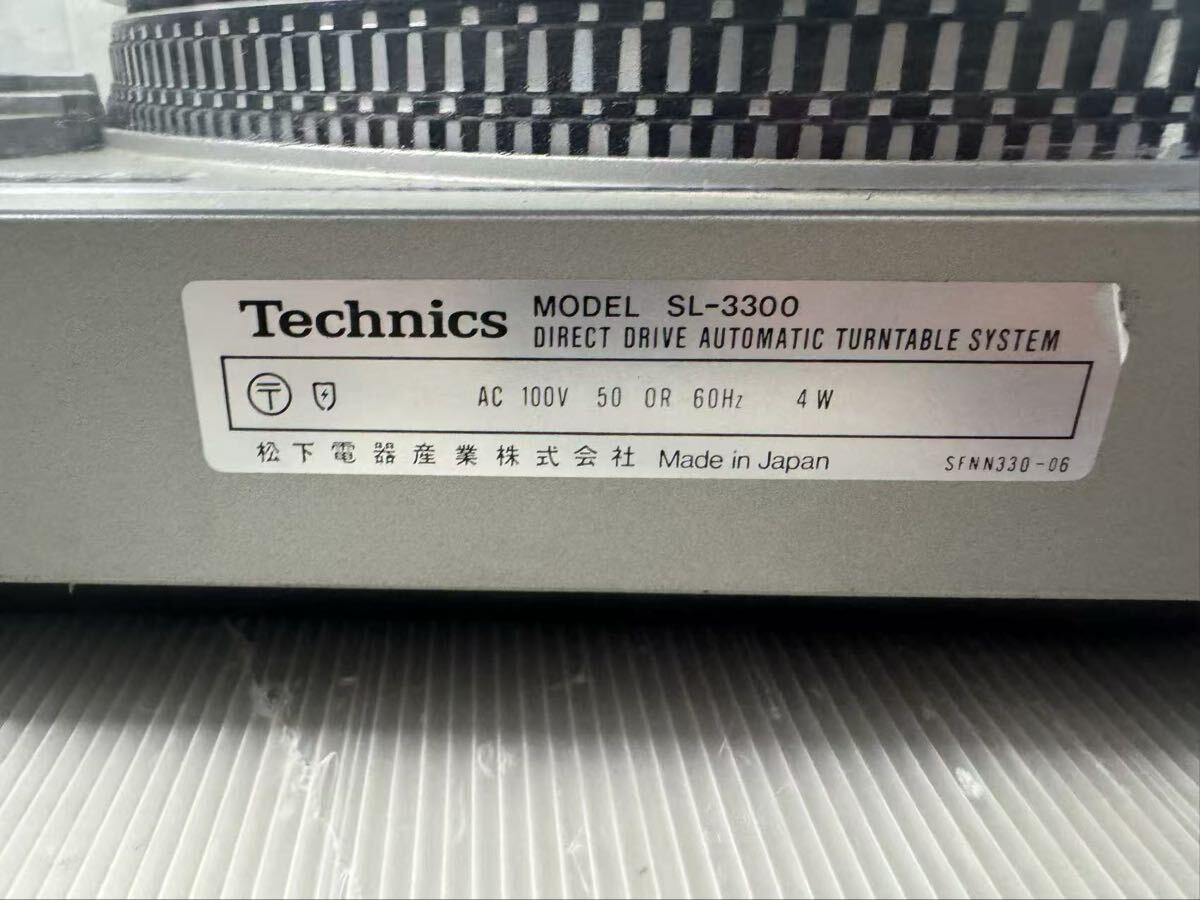 Technics MODEL SL-3300
DIRECT DRIVE AUTOMATIC TURNTABLE SYSTEM
〒 AC 100V 50 OR 60Hz 4W
松下電器産業株式会社 Made in Japan SFNN330-06